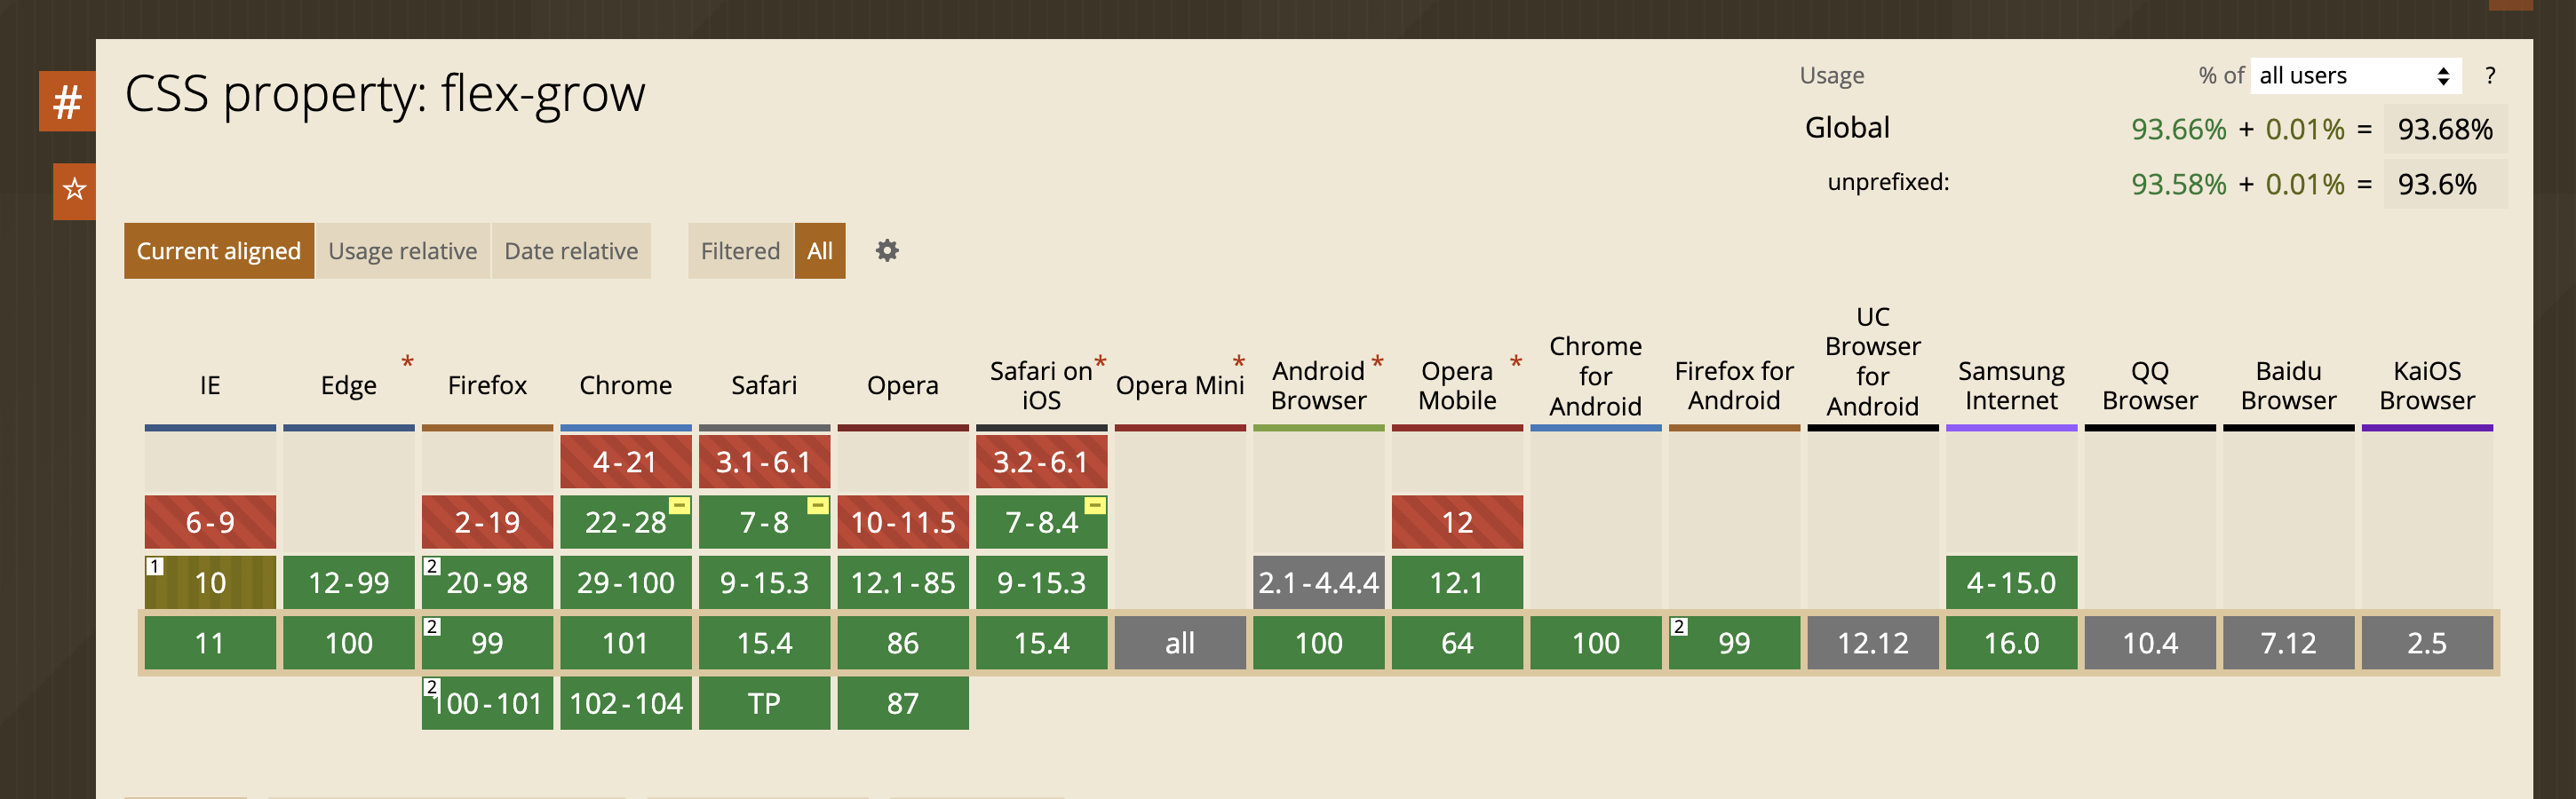 #
CSS property: flex-grow
Usage % of all users ?
Global 93.66% + 0.01% = 93.68%
unprefixed: 93.58% + 0.01% = 93.6%
Current aligned Usage relative Date relative Filtered All
IE Edge * Firefox Chrome Safari Opera Safari on iOS * Opera Mini * Android Browser * Opera Mobile * Chrome for Android Firefox for Android UC Browser for Android Samsung Internet QQ Browser Baidu Browser KaiOS Browser
4-21 3.1-6.1 3.2-6.1
6-9 2-19 22-28 7-8 10-11.5 7-8.4 12
1 10 12-99 2 20-98 29-100 9-15.3 12.1-85 9-15.3 2.1-4.4.4 12.1 4-15.0
11 100 2 99 101 15.4 86 15.4 all 100 64 100 2 99 12.12 16.0 10.4 7.12 2.5
2 100-101 102-104 TP 87